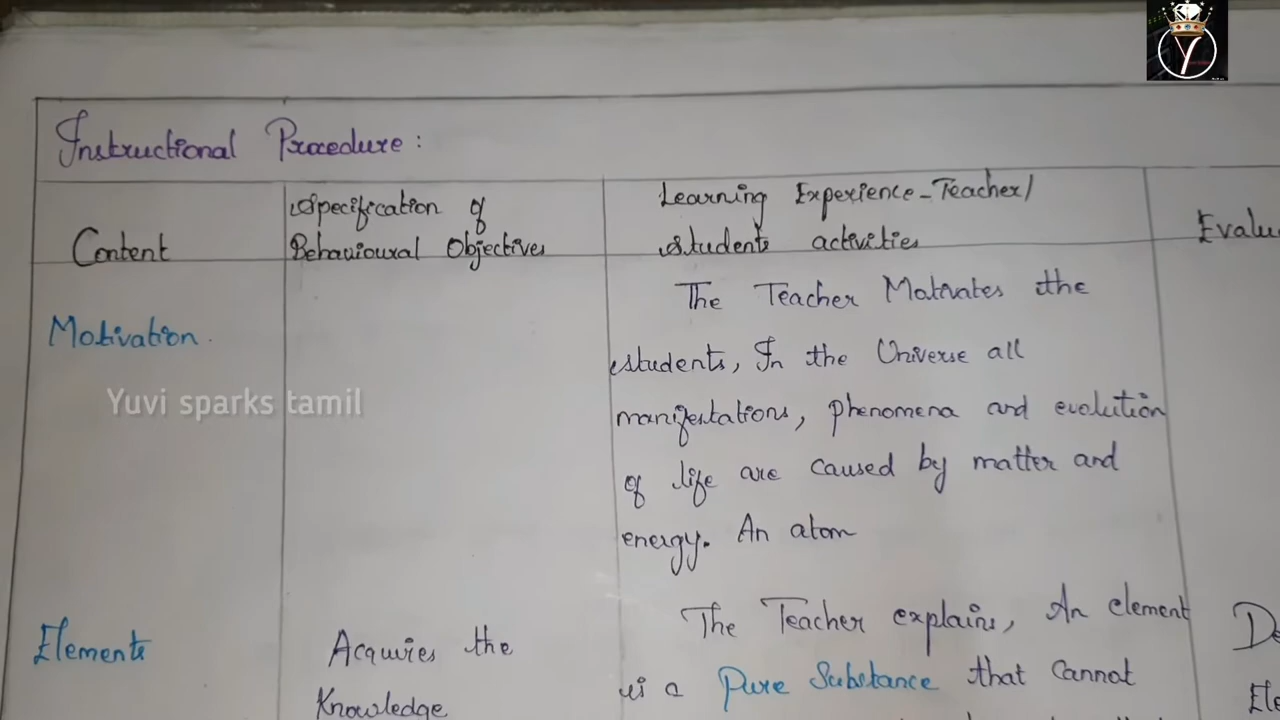 Instructional Procedure :
Content
Specification of
Behavioural Objectives
Learning Experience - Teacher/
students activities
Motivation.
The Teacher Motivates the
students, In the Universe all
manifestations, phenomena and evolution
of life are caused by matter and
energy. An atom
Yuvi sparks tamil
Elements
Acquries the
Knowledge
The Teacher explains, An element
is a Pure Substance that cannot
Y